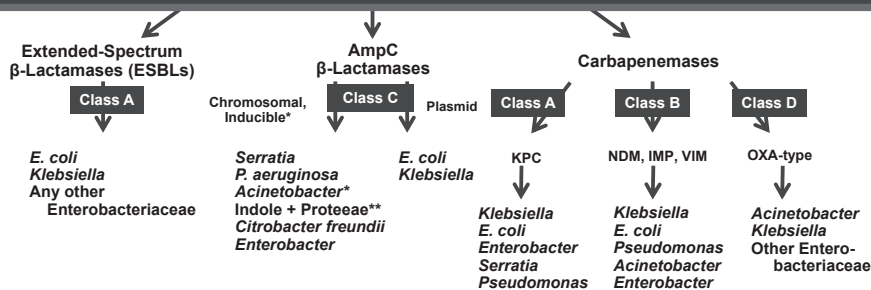 Extended-Spectrum
β-Lactamases (ESBLs)
Class A
E. coli
Klebsiella
Any other
Enterobacteriaceae
AmpC
β-Lactamases
Class C
Chromosomal,
Inducible*
Serratia
P. aeruginosa
Acinetobacter*
Indole + Proteeae**
Citrobacter freundii
Enterobacter
Plasmid
E. coli
Klebsiella
Carbapenemases
Class A
KPC
Klebsiella
E. coli
Enterobacter
Serratia
Pseudomonas
Class B
NDM, IMP, VIM
Klebsiella
E. coli
Pseudomonas
Acinetobacter
Enterobacter
Class D
OXA-type
Acinetobacter
Klebsiella
Other Entero-
bacteriaceae